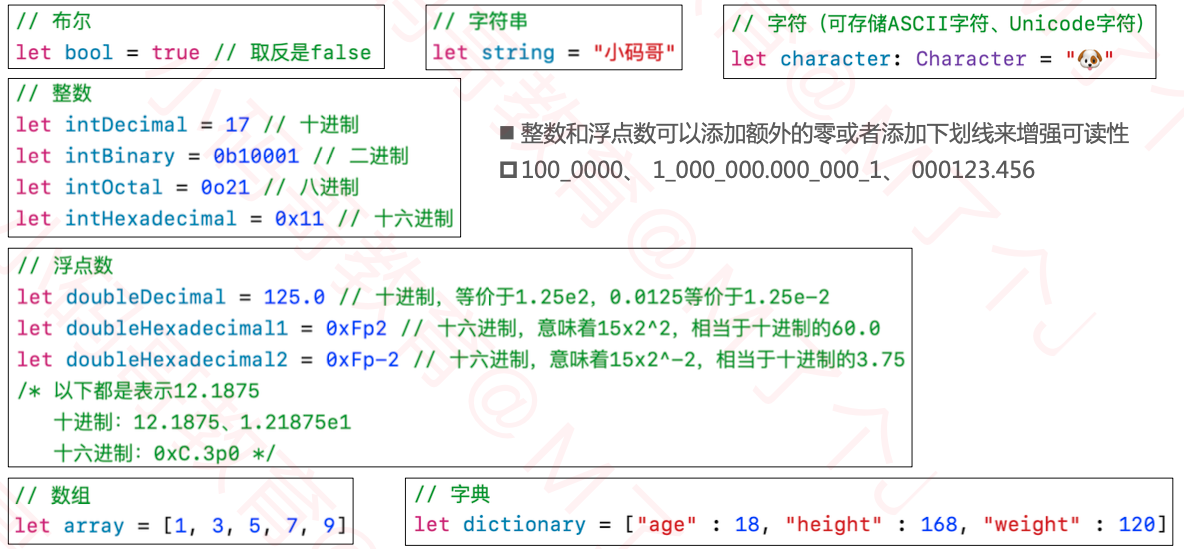 // 布尔
let bool = true // 取反是false
// 字符串
let string = "小码哥"
// 字符（可存储ASCII字符、Unicode字符）
let character: Character = "🐶"
// 整数
let intDecimal = 17 // 十进制
let intBinary = 0b10001 // 二进制
let intOctal = 0o21 // 八进制
let intHexadecimal = 0x11 // 十六进制
■ 整数和浮点数可以添加额外的零或者添加下划线来增强可读性
100_0000、 1_000_000.000_000_1、 000123.456
// 浮点数
let doubleDecimal = 125.0 // 十进制，等价于1.25e2，0.0125等价于1.25e-2
let doubleHexadecimal1 = 0xFp2 // 十六进制，意味着15x2^2，相当于十进制的60.0
let doubleHexadecimal2 = 0xFp-2 // 十六进制，意味着15x2^-2，相当于十进制的3.75
/* 以下都是表示12.1875
十进制：12.1875、1.21875e1
十六进制：0xC.3p0 */
// 数组
let array = [1, 3, 5, 7, 9]
// 字典
let dictionary = ["age" : 18, "height" : 168, "weight" : 120]